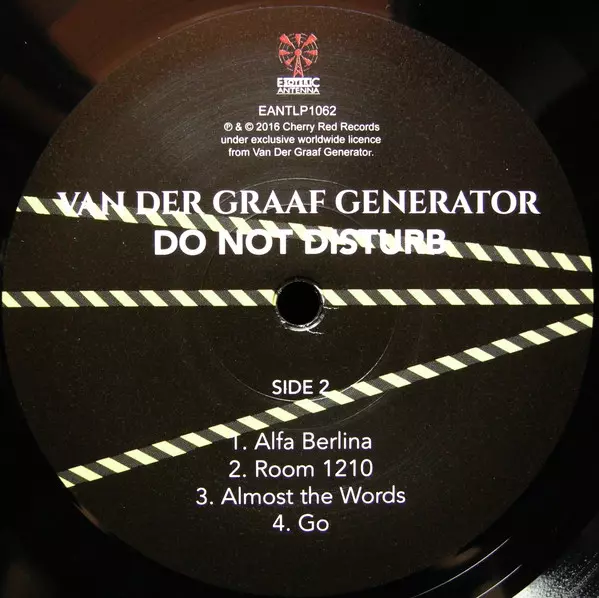 ESOTERIC
ANTENNA
EANTLP1062
℗ & © 2016 Cherry Red Records
under exclusive worldwide licence
from Van Der Graaf Generator.
VAN DER GRAAF GENERATOR
DO NOT DISTURB
SIDE 2
1. Alfa Berlina
2. Room 1210
3. Almost the Words
4. Go